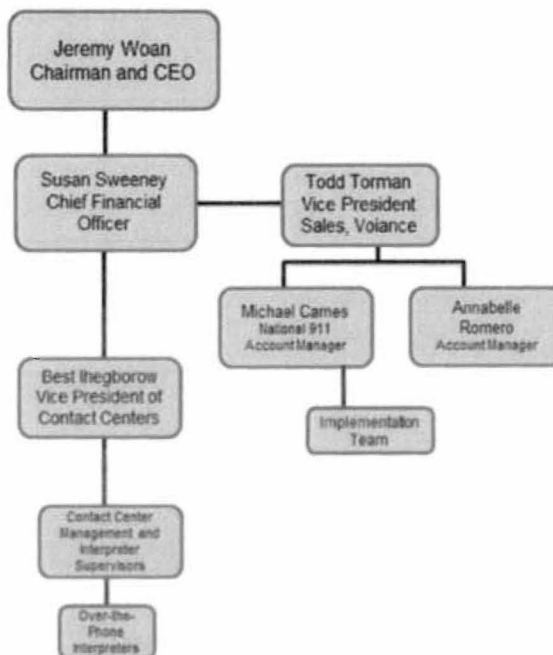 Jeremy Woan
Chairman and CEO
Susan Sweeney
Chief Financial
Officer
Todd Torman
Vice President
Sales, Voiance
Michael Carnes
National 911
Account Manager
Annabelle
Romero
Account Manager
Best Ihegborow
Vice President of
Contact Centers
Implementation
Team
Contact Center
Management and
Interpreter
Supervisors
Over-the-
Phone
Interpreters